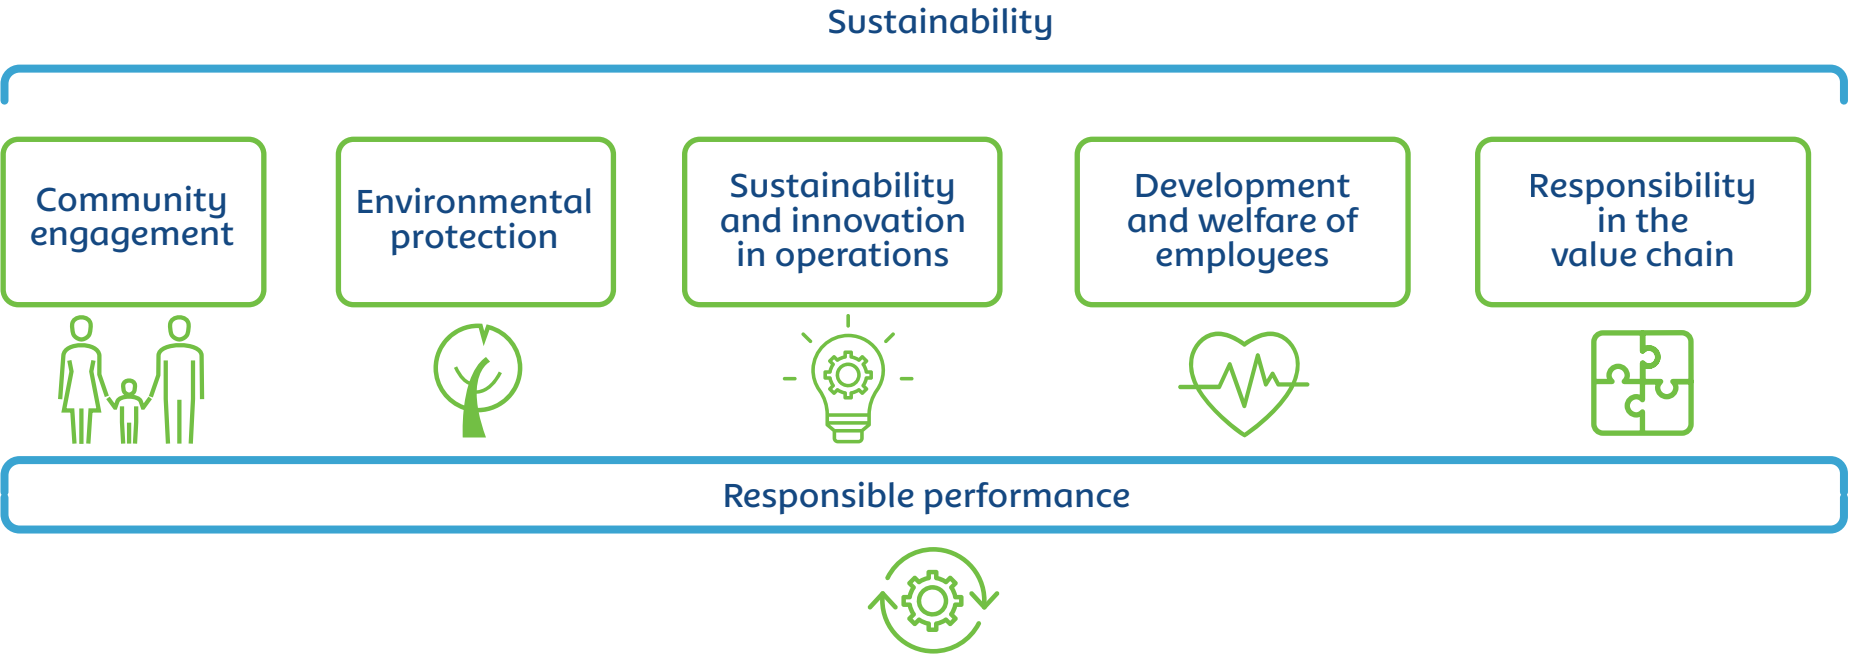 Sustainability
Community
engagement
Environmental
protection
Sustainability
and innovation
in operations
Development
and welfare of
employees
Responsibility
in the
value chain
Responsible performance